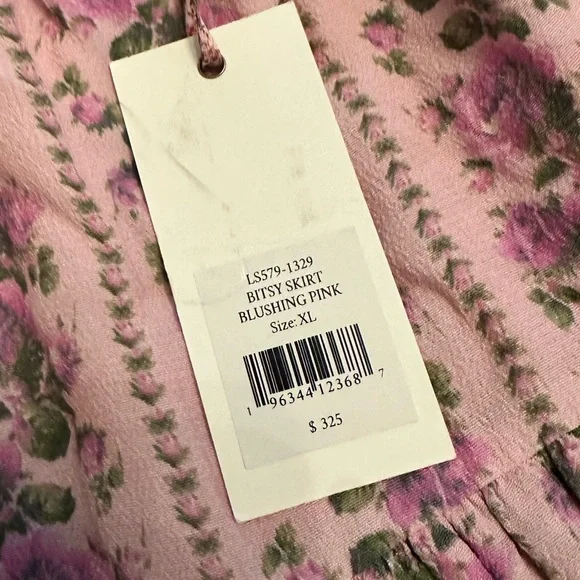 LS579-1329
BITSY SKIRT
BLUSHING PINK
Size: XL
1 96344 12368 7
$ 325